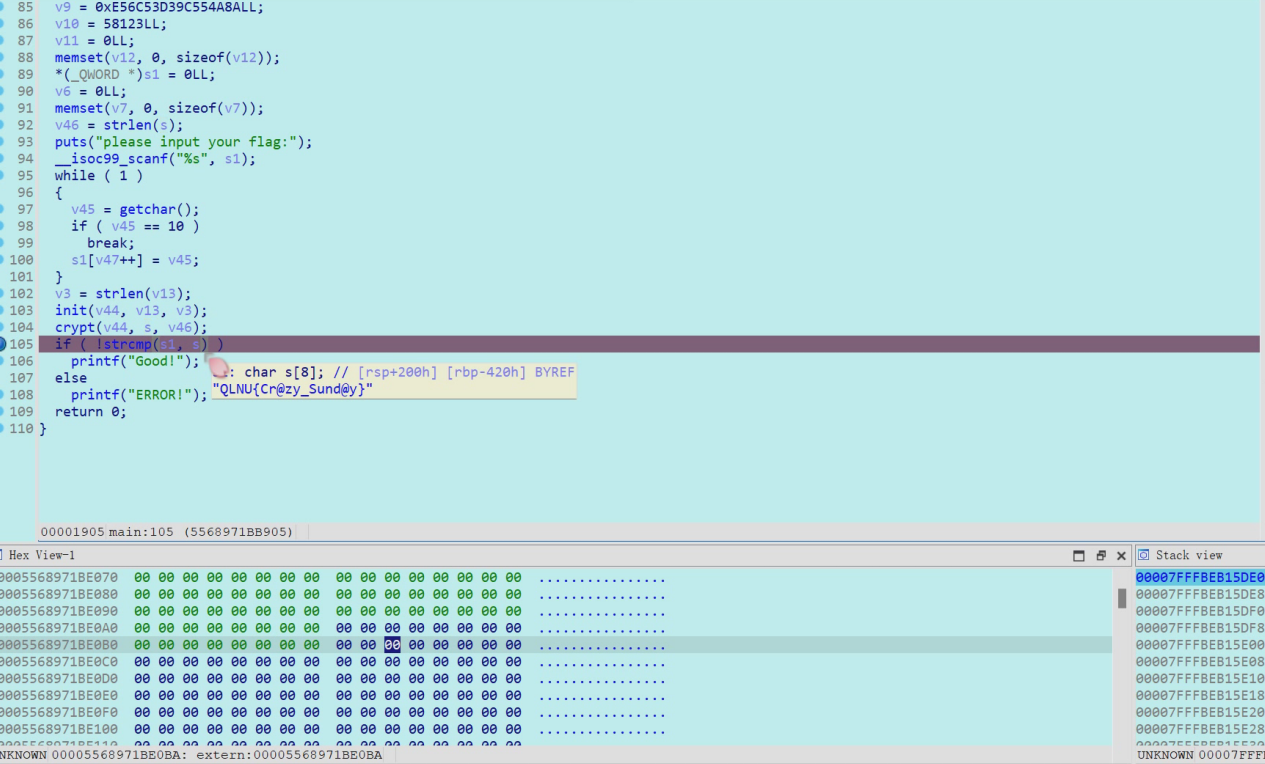 85 v9 = 0xE56C53D39C554A8ALL;
86 v10 = 58123LL;
87 v11 = 0LL;
88 memset(v12, 0, sizeof(v12));
89 *(_QWORD *)s1 = 0LL;
90 v6 = 0LL;
91 memset(v7, 0, sizeof(v7));
92 v46 = strlen(s);
93 puts("please input your flag:");
94 __isoc99_scanf("%s", s1);
95 while ( 1 )
96 {
97 v45 = getchar();
98 if ( v45 == 10 )
99 break;
100 s1[v47++] = v45;
101 }
102 v3 = strlen(v13);
103 init(v44, v13, v3);
104 crypt(v44, s, v46);
105 if ( !strcmp(s1, s) )
106 printf("Good!");
: char s[8]; // [rsp+200h] [rbp-420h] BYREF
107 else
"QLNU{Cr@zy_Sund@y}"
108 printf("ERROR!");
109 return 0;
110 }
00001905 main:105 (5568971BB905)
Hex View-1
Stack view
0005568971BE070 00 00 00 00 00 00 00 00 00 00 00 00 00 00 00 00 ................
00007FFFBEB15DE0
0005568971BE080 00 00 00 00 00 00 00 00 00 00 00 00 00 00 00 00 ................
00007FFFBEB15DE8
0005568971BE090 00 00 00 00 00 00 00 00 00 00 00 00 00 00 00 00 ................
00007FFFBEB15DF0
0005568971BE0A0 00 00 00 00 00 00 00 00 00 00 00 00 00 00 00 00 ................
00007FFFBEB15DF8
0005568971BE0B0 00 00 00 00 00 00 00 00 00 00 00 00 00 00 00 00 ................
00007FFFBEB15E00
0005568971BE0C0 00 00 00 00 00 00 00 00 00 00 00 00 00 00 00 00 ................
00007FFFBEB15E08
0005568971BE0D0 00 00 00 00 00 00 00 00 00 00 00 00 00 00 00 00 ................
00007FFFBEB15E10
0005568971BE0E0 00 00 00 00 00 00 00 00 00 00 00 00 00 00 00 00 ................
00007FFFBEB15E18
0005568971BE0F0 00 00 00 00 00 00 00 00 00 00 00 00 00 00 00 00 ................
00007FFFBEB15E20
0005568971BE100 00 00 00 00 00 00 00 00 00 00 00 00 00 00 00 00 ................
00007FFFBEB15E28
NKNOWN 00005568971BE0BA: extern:00005568971BE0BA
UNKNOWN 00007FFF